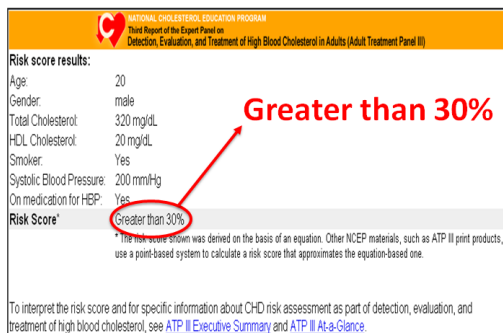 NATIONAL CHOLESTEROL EDUCATION PROGRAM
Third Report of the Expert Panel on
Detection, Evaluation, and Treatment of High Blood Cholesterol in Adults (Adult Treatment Panel III)
Risk score results:
Age: 20
Gender: male
Total Cholesterol: 320 mg/dL
HDL Cholesterol: 20 mg/dL
Smoker: Yes
Systolic Blood Pressure: 200 mm/Hg
On medication for HBP: Yes
Risk Score* Greater than 30%
Greater than 30%
* The risk score shown was derived on the basis of an equation. Other NCEP materials, such as ATP III print products,
use a point-based system to calculate a risk score that approximates the equation-based one.
To interpret the risk score and for specific information about CHD risk assessment as part of detection, evaluation, and
treatment of high blood cholesterol, see ATP III Executive Summary and ATP III At-a-Glance.